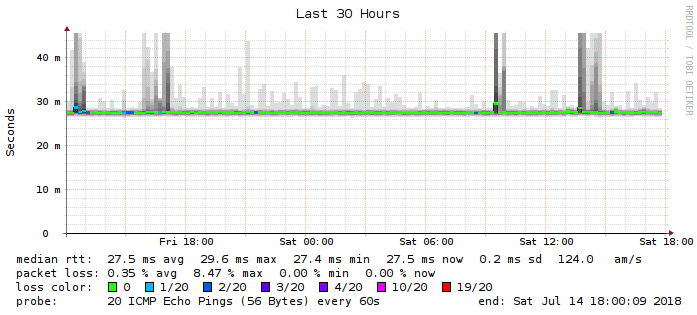 Last 30 Hours
RRDTOOL / TOBI OETIKER
Seconds
40 m
30 m
20 m
10 m
0
Fri 18:00 Sat 00:00 Sat 06:00 Sat 12:00 Sat 18:00
median rtt: 27.5 ms avg 29.6 ms max 27.4 ms min 27.5 ms now 0.2 ms sd 124.0 am/s
packet loss: 0.35 % avg 8.47 % max 0.00 % min 0.00 % now
loss color: 0 1/20 2/20 3/20 4/20 10/20 19/20
probe: 20 ICMP Echo Pings (56 Bytes) every 60s end: Sat Jul 14 18:00:09 2018